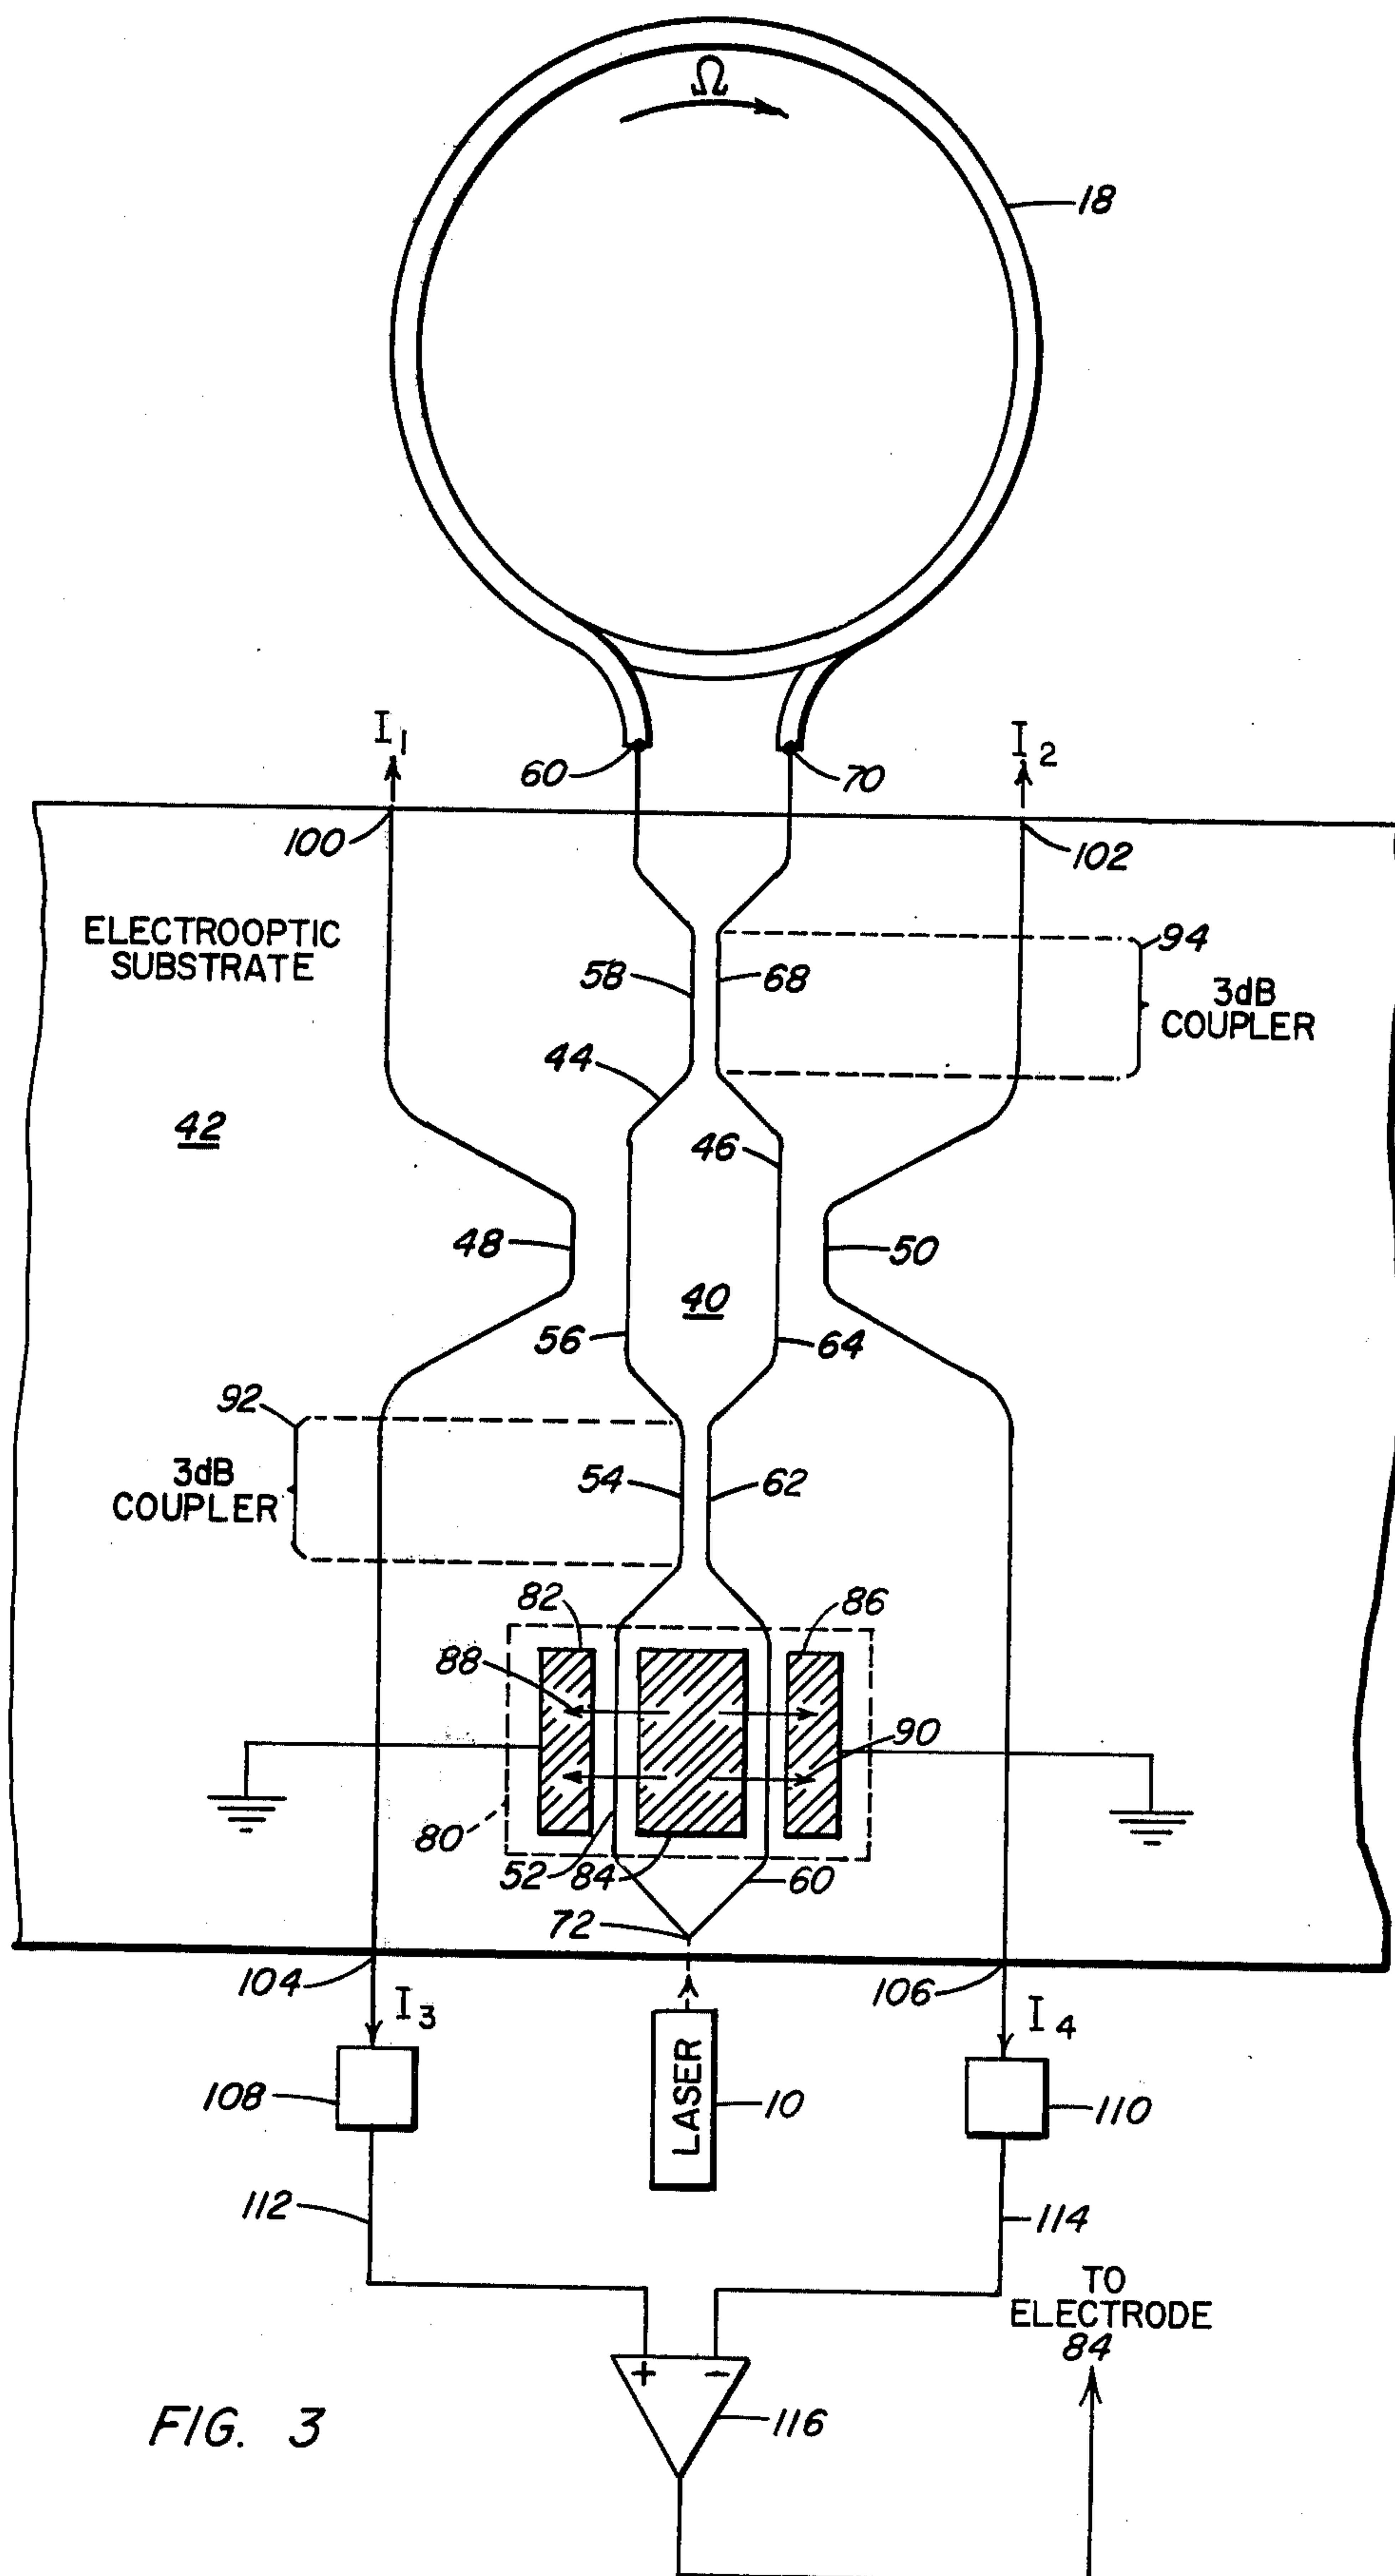 Ω
18
I1
I2
60
70
100
102
ELECTROOPTIC
SUBSTRATE
94
58
68
3dB
COUPLER
44
42
46
48
50
40
56
64
92
3dB
COUPLER
54
62
82
86
88
90
80
52
84
60
72
104
106
I3
I4
108
LASER
10
110
112
114
TO
ELECTRODE
84
+
−
116
FIG. 3